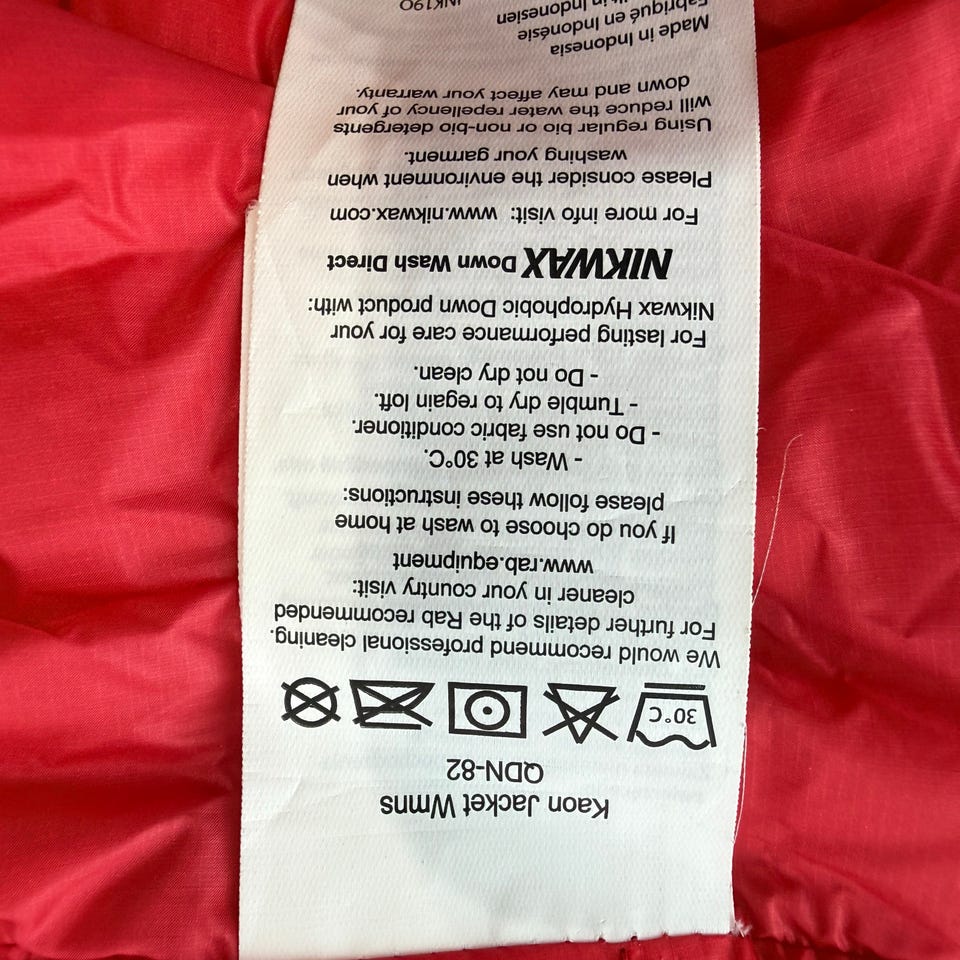 Kaon Jacket Wmns
QDN-82
30°C
We would recommend professional cleaning.
For further details of the Rab recommended
cleaner in your country visit:
www.rab.equipment
If you do choose to wash at home
please follow these instructions:
- Wash at 30°C.
- Do not use fabric conditioner.
- Tumble dry to regain loft.
- Do not dry clean.
For lasting performance care for your
Nikwax Hydrophobic Down product with:
NIKWAX Down Wash Direct
For more info visit: www.nikwax.com
Please consider the environment when
washing your garment.
Using regular bio or non-bio detergents
will reduce the water repellency of your
down and may affect your warranty.
Made in Indonesia
Fabriqué en Indonésie
in Indonesien